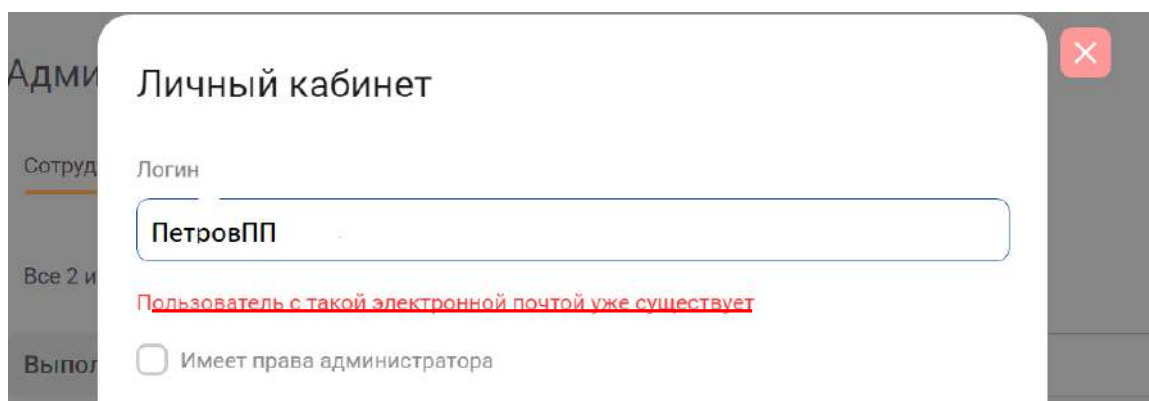 Личный кабинет
Адми
Сотруд
Логин
ПетровПП
Все 2 и
Пользователь с такой электронной почтой уже существует
Имеет права администратора
Выпол